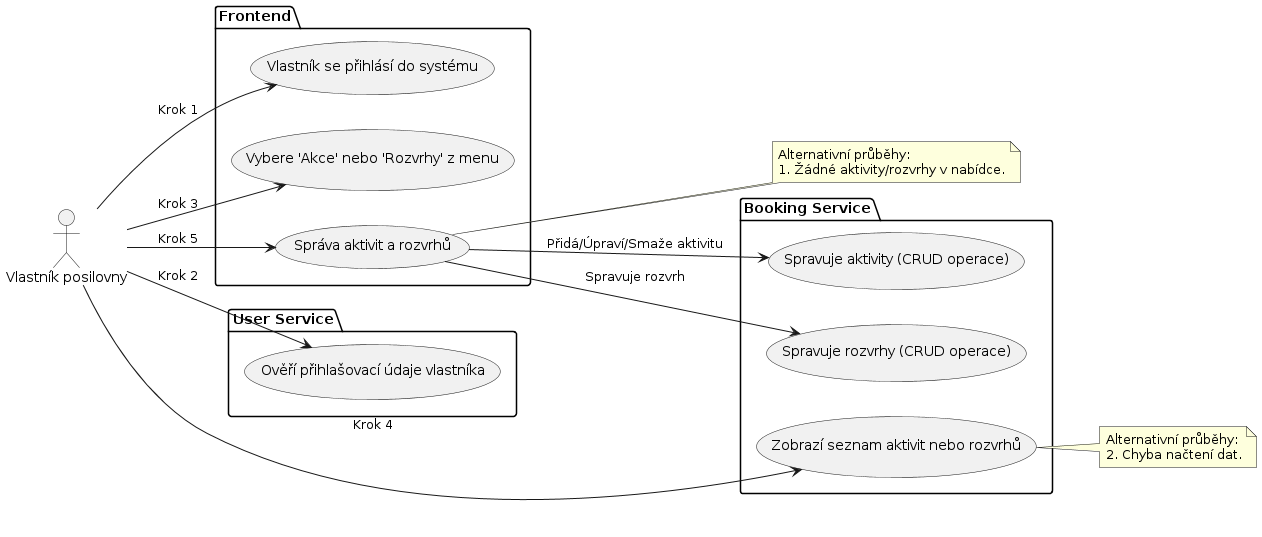 Frontend
Vlastník se přihlásí do systému
Krok 1
Vybere 'Akce' nebo 'Rozvrhy' z menu
Krok 3
Krok 5
Správa aktivit a rozvrhů
Vlastník posilovny
Krok 2
User Service
Ověří přihlašovací údaje vlastníka
Krok 4
Alternativní průběhy:
1. Žádné aktivity/rozvrhy v nabídce.
Booking Service
Přidá/Úpraví/Smaže aktivitu
Spravuje aktivity (CRUD operace)
Spravuje rozvrh
Spravuje rozvrhy (CRUD operace)
Zobrazí seznam aktivit nebo rozvrhů
Alternativní průběhy:
2. Chyba načtení dat.